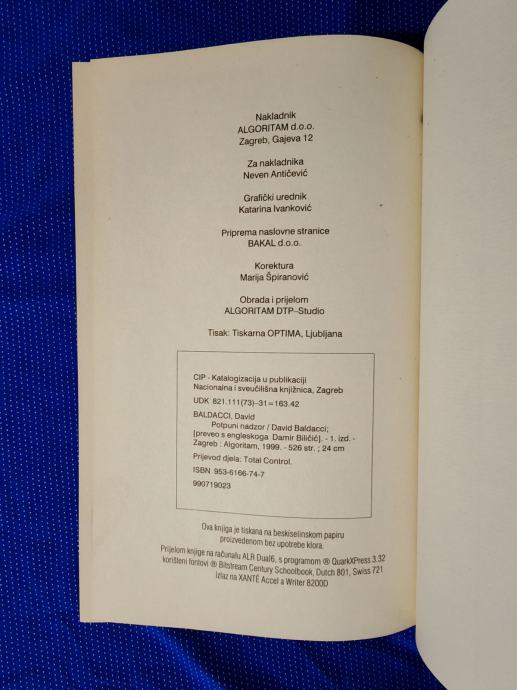 Nakladnik
ALGORITAM d.o.o.
Zagreb, Gajeva 12
Za nakladnika
Neven Antičević
Grafički urednik
Katarina Ivanković
Priprema naslovne stranice
BAKAL d.o.o.
Korektura
Marija Špiranović
Obrada i prijelom
ALGORITAM DTP–Studio
Tisak: Tiskarna OPTIMA, Ljubljana
CIP - Katalogizacija u publikaciji
Nacionalna i sveučilišna knjižnica, Zagreb
UDK 821.111(73)–31=163.42
BALDACCI, David
Potpuni nadzor / David Baldacci;
[preveo s engleskoga Damir Biličić]. - 1. izd. -
Zagreb : Algoritam, 1999. - 526 str. ; 24 cm
Prijevod djela: Total Control.
ISBN 953-6166-74-7
990719023
Ova knjiga je tiskana na beskiselinskom papiru
proizvedenom bez upotrebe klora.
Prijelom knjige na računalu ALR Dual6, s programom ® QuarkXPress 3.32
korišteni fontovi ® Bitstream Century Schoolbook, Dutch 801, Swiss 721
Izlaz na XANTÉ Accel a Writer 8200D